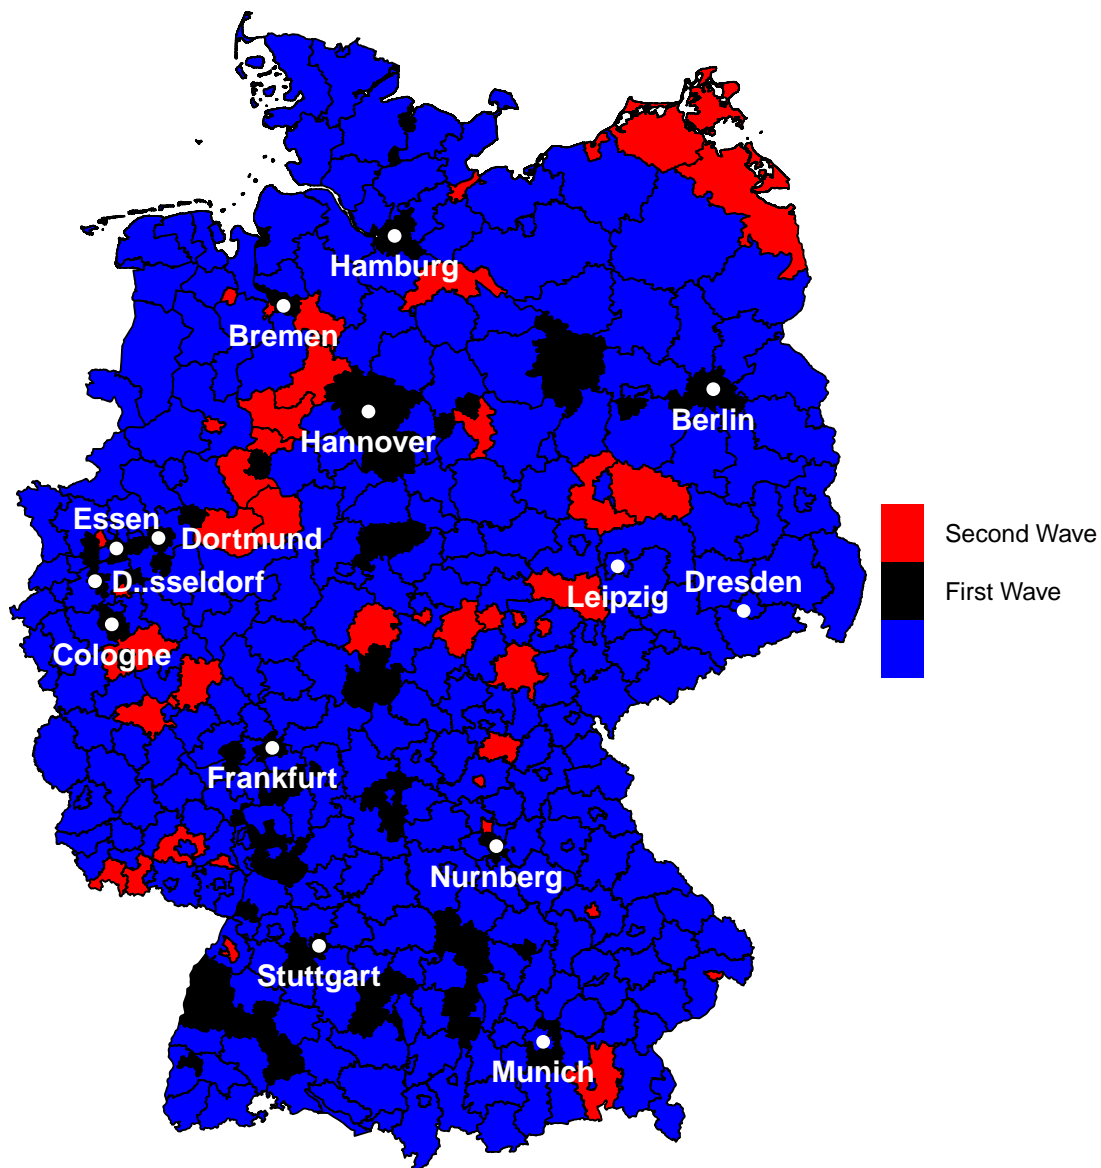 Hamburg
Bremen
Berlin
Hannover
Essen
Dortmund
D..sseldorf
Leipzig
Dresden
Cologne
Frankfurt
Nurnberg
Stuttgart
Munich
Second Wave
First Wave